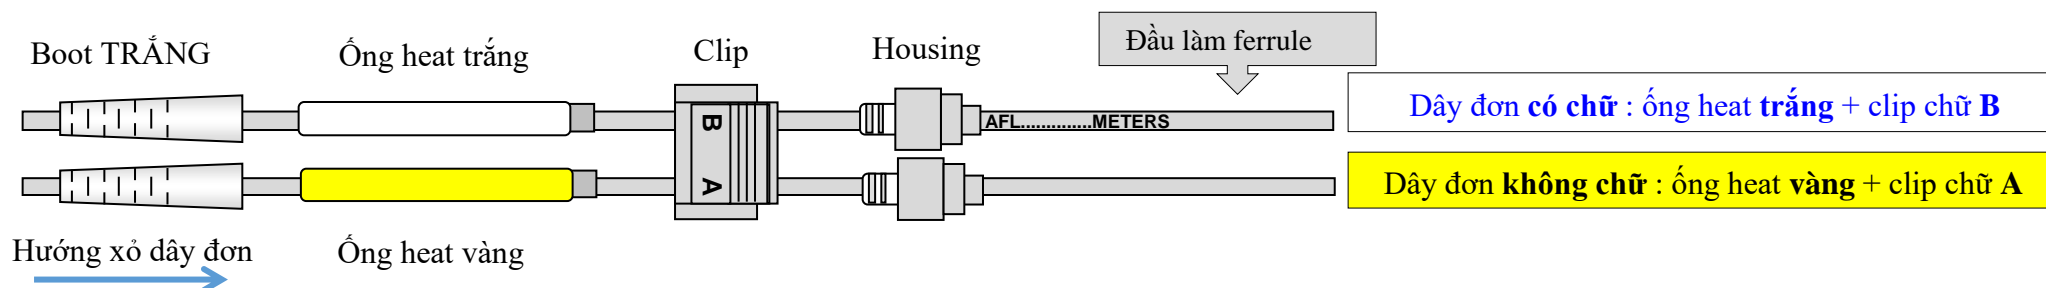 Boot TRẮNG
Ống heat trắng
Clip
Housing
Đầu làm ferrule
B
AFL.............METERS
Dây đơn có chữ : ống heat trắng + clip chữ B
A
Dây đơn không chữ : ống heat vàng + clip chữ A
Hướng xỏ dây đơn
Ống heat vàng